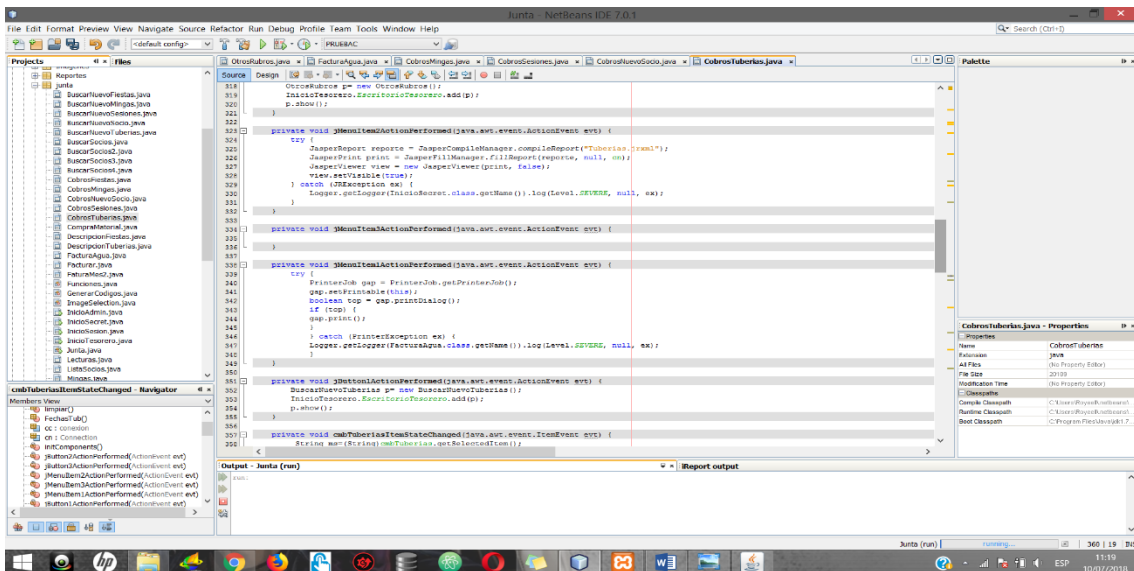 Junta - NetBeans IDE 7.0.1
File Edit Format Preview View Navigate Source Refactor Run Debug Profile Team Tools Window Help
Search (Ctrl+I)
<default config>
PRUEBAC
Projects
Files
Reportes
junta
BuscarNuevoFiestas.java
BuscarNuevoMingas.java
BuscarNuevoSesiones.java
BuscarNuevoSocio.java
BuscarNuevoTuberias.java
BuscarSocios.java
BuscarSocios2.java
BuscarSocios3.java
BuscarSocios4.java
CobrosFiestas.java
CobrosMingas.java
CobrosNuevoSocio.java
CobrosSesiones.java
CobrosTuberias.java
CompraMatorial.java
DescripcionFiestas.java
DescripcionTuberias.java
FacturaAgua.java
Facturar.java
FaturaMes2.java
Funciones.java
GenerarCodigos.java
ImageSelection.java
InicioAdmin.java
InicioSecret.java
InicioSesion.java
InicioTesorero.java
Junta.java
Lecturas.java
ListaSocios.java
Mingas.java
cmbTuberiasItemStateChanged - Navigator
Members View
limpiar()
FechasTub()
cc : conexion
cn : Connection
initComponents()
jButton2ActionPerformed(ActionEvent evt)
jButton3ActionPerformed(ActionEvent evt)
jMenuItem2ActionPerformed(ActionEvent evt)
jMenuItem3ActionPerformed(ActionEvent evt)
jMenuItem1ActionPerformed(ActionEvent evt)
jButton1ActionPerformed(ActionEvent evt)
OtrosRubros.java
FacturaAgua.java
CobrosMingas.java
CobrosSesiones.java
CobrosNuevoSocio.java
CobrosTuberias.java
Source Design
318 OtrosRubros p= new OtrosRubros();
319 InicioTesorero.EscritorioTesorero.add(p);
320 p.show();
321 }
322
323 private void jMenuItem2ActionPerformed(java.awt.event.ActionEvent evt) {
324 try {
325 JasperReport reporte = JasperCompileManager.compileReport("Tuberias.jrxml");
326 JasperPrint print = JasperFillManager.fillReport(reporte, null, cn);
327 JasperViewer view = new JasperViewer(print, false);
328 view.setVisible(true);
329 } catch (JRException ex) {
330 Logger.getLogger(InicioSecret.class.getName()).log(Level.SEVERE, null, ex);
331 }
332 }
333
334 private void jMenuItem3ActionPerformed(java.awt.event.ActionEvent evt) {
335
336 }
337
338 private void jMenuItem1ActionPerformed(java.awt.event.ActionEvent evt) {
339 try {
340 PrinterJob gap = PrinterJob.getPrinterJob();
341 gap.setPrintable(this);
342 boolean top = gap.printDialog();
343 if (top) {
344 gap.print();
345 }
346 } catch (PrinterException ex) {
347 Logger.getLogger(FacturaAgua.class.getName()).log(Level.SEVERE, null, ex);
348 }
349 }
350
351 private void jButton1ActionPerformed(java.awt.event.ActionEvent evt) {
352 BuscarNuevoTuberias p= new BuscarNuevoTuberias();
353 InicioTesorero.EscritorioTesorero.add(p);
354 p.show();
355 }
356
357 private void cmbTuberiasItemStateChanged(java.awt.event.ItemEvent evt) {
358 String ms=(String)cmbTuberias.getSelectedItem();
Palette
CobrosTuberias.java - Properties
Properties
Name CobrosTuberias
Extension java
All Files (No Property Editor)
File Size 20109
Modification Time (No Property Editor)
Classpaths
Compile Classpath
Runtime Classpath
Boot Classpath
Output - Junta (run)
iReport output
run:
Junta (run)
running...
360 | 19
INS
ESP
11:19
10/07/2018